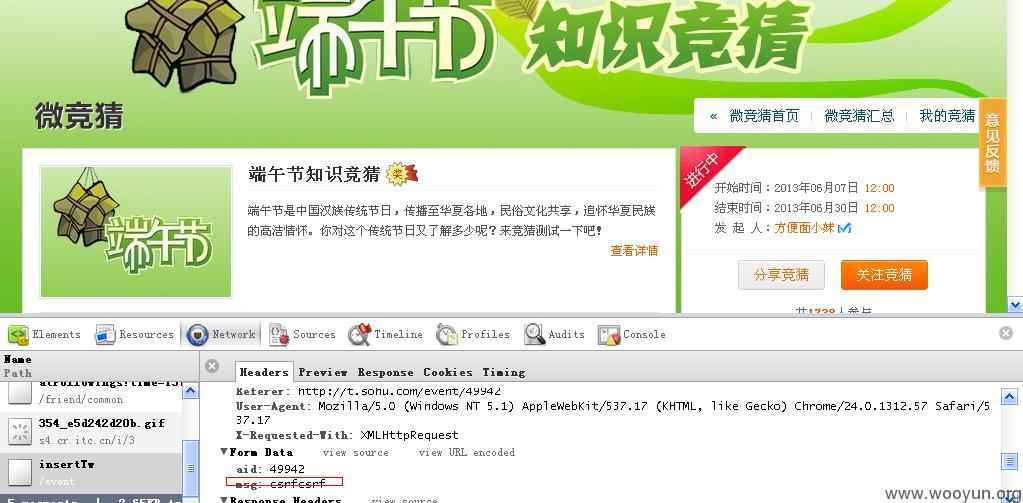 端午节
知识竞猜
微竞猜
« 微竞猜首页 | 微竞猜汇总 | 我的竞猜
意见反馈
端午节知识竞猜 奖
端午节
端午节是中国汉族传统节日，传播至华夏各地，民俗文化共享，追怀华夏民族
的高洁情怀。你对这个传统节日又了解多少呢？来竞猜测试一下吧！
查看详情
进行中
开始时间：2013年06月07日 12:00
结束时间：2013年06月30日 12:00
发 起 人：方便面小妹
分享竞猜 关注竞猜
共1738人参与
Elements Resources Network Sources Timeline Profiles Audits Console
Name
Path
/friend/common
354_e5d242d20b.gif
s4.cr.itc.cn/i/3
insertTw
/event
Headers Preview Response Cookies Timing
Referer: http://t.sohu.com/event/49942
User-Agent: Mozilla/5.0 (Windows NT 5.1) AppleWebKit/537.17 (KHTML, like Gecko) Chrome/24.0.1312.57 Safari/5
37.17
X-Requested-With: XMLHttpRequest
▼Form Data view source view URL encoded
aid: 49942
msg: csrfcsrf
▼Response Headers view source
www.wooyun.org